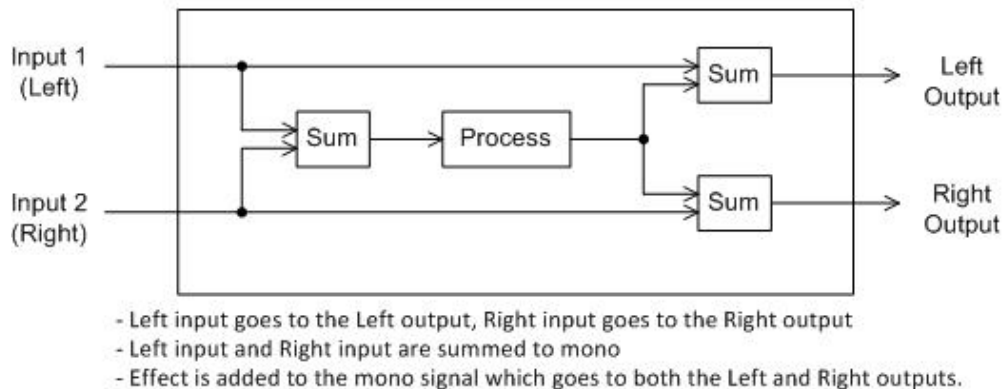 Input 1
(Left)
Sum
Left
Output
Sum
Process
Input 2
(Right)
Sum
Right
Output
- Left input goes to the Left output, Right input goes to the Right output
- Left input and Right input are summed to mono
- Effect is added to the mono signal which goes to both the Left and Right outputs.